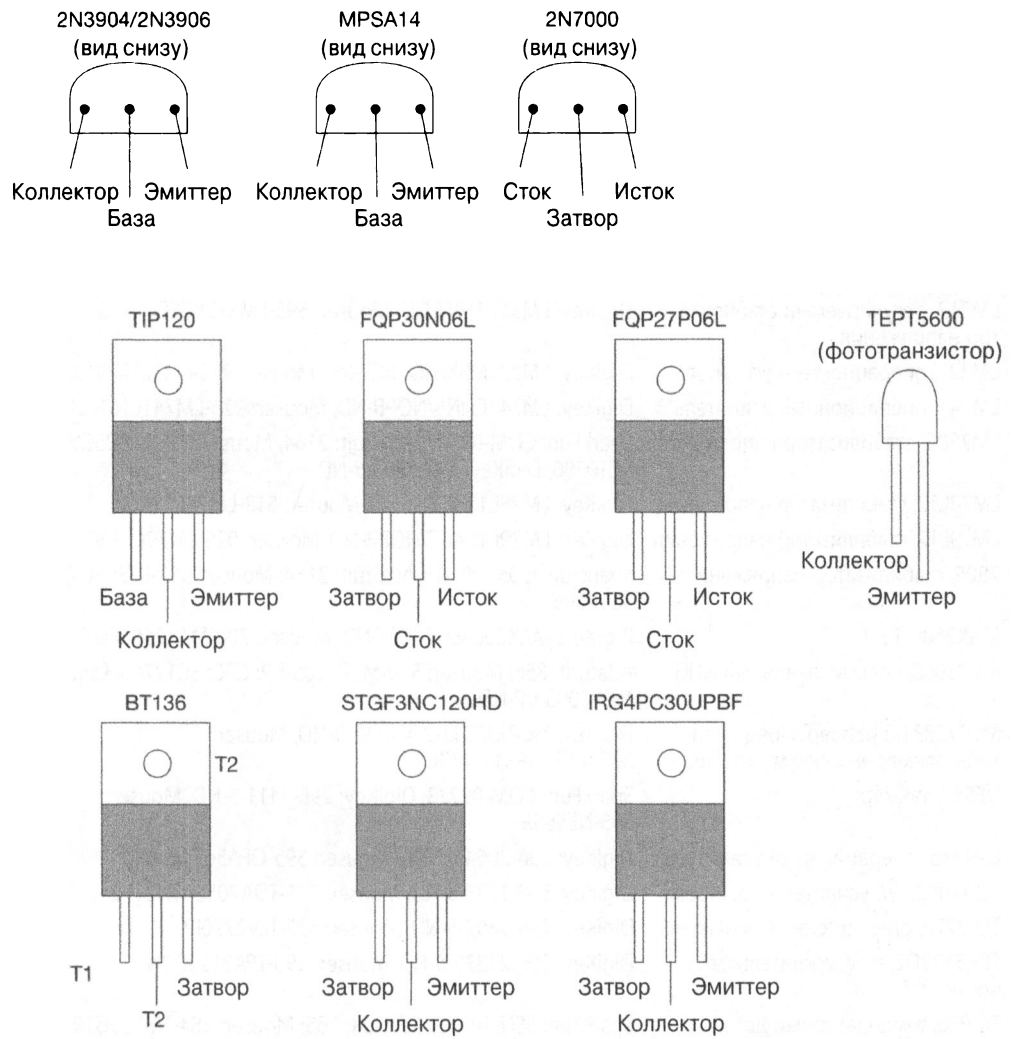 2N3904/2N3906
(вид снизу)
Коллектор
Эмиттер
База
MPSA14
(вид снизу)
Коллектор
Эмиттер
База
2N7000
(вид снизу)
Сток
Исток
Затвор
TIP120
База
Эмиттер
Коллектор
FQP30N06L
Затвор
Исток
Сток
FQP27P06L
Затвор
Исток
Сток
TEPT5600
(фототранзистор)
Коллектор
Эмиттер
BT136
T2
T1
Затвор
T2
STGF3NC120HD
Затвор
Эмиттер
Коллектор
IRG4PC30UPBF
Затвор
Эмиттер
Коллектор